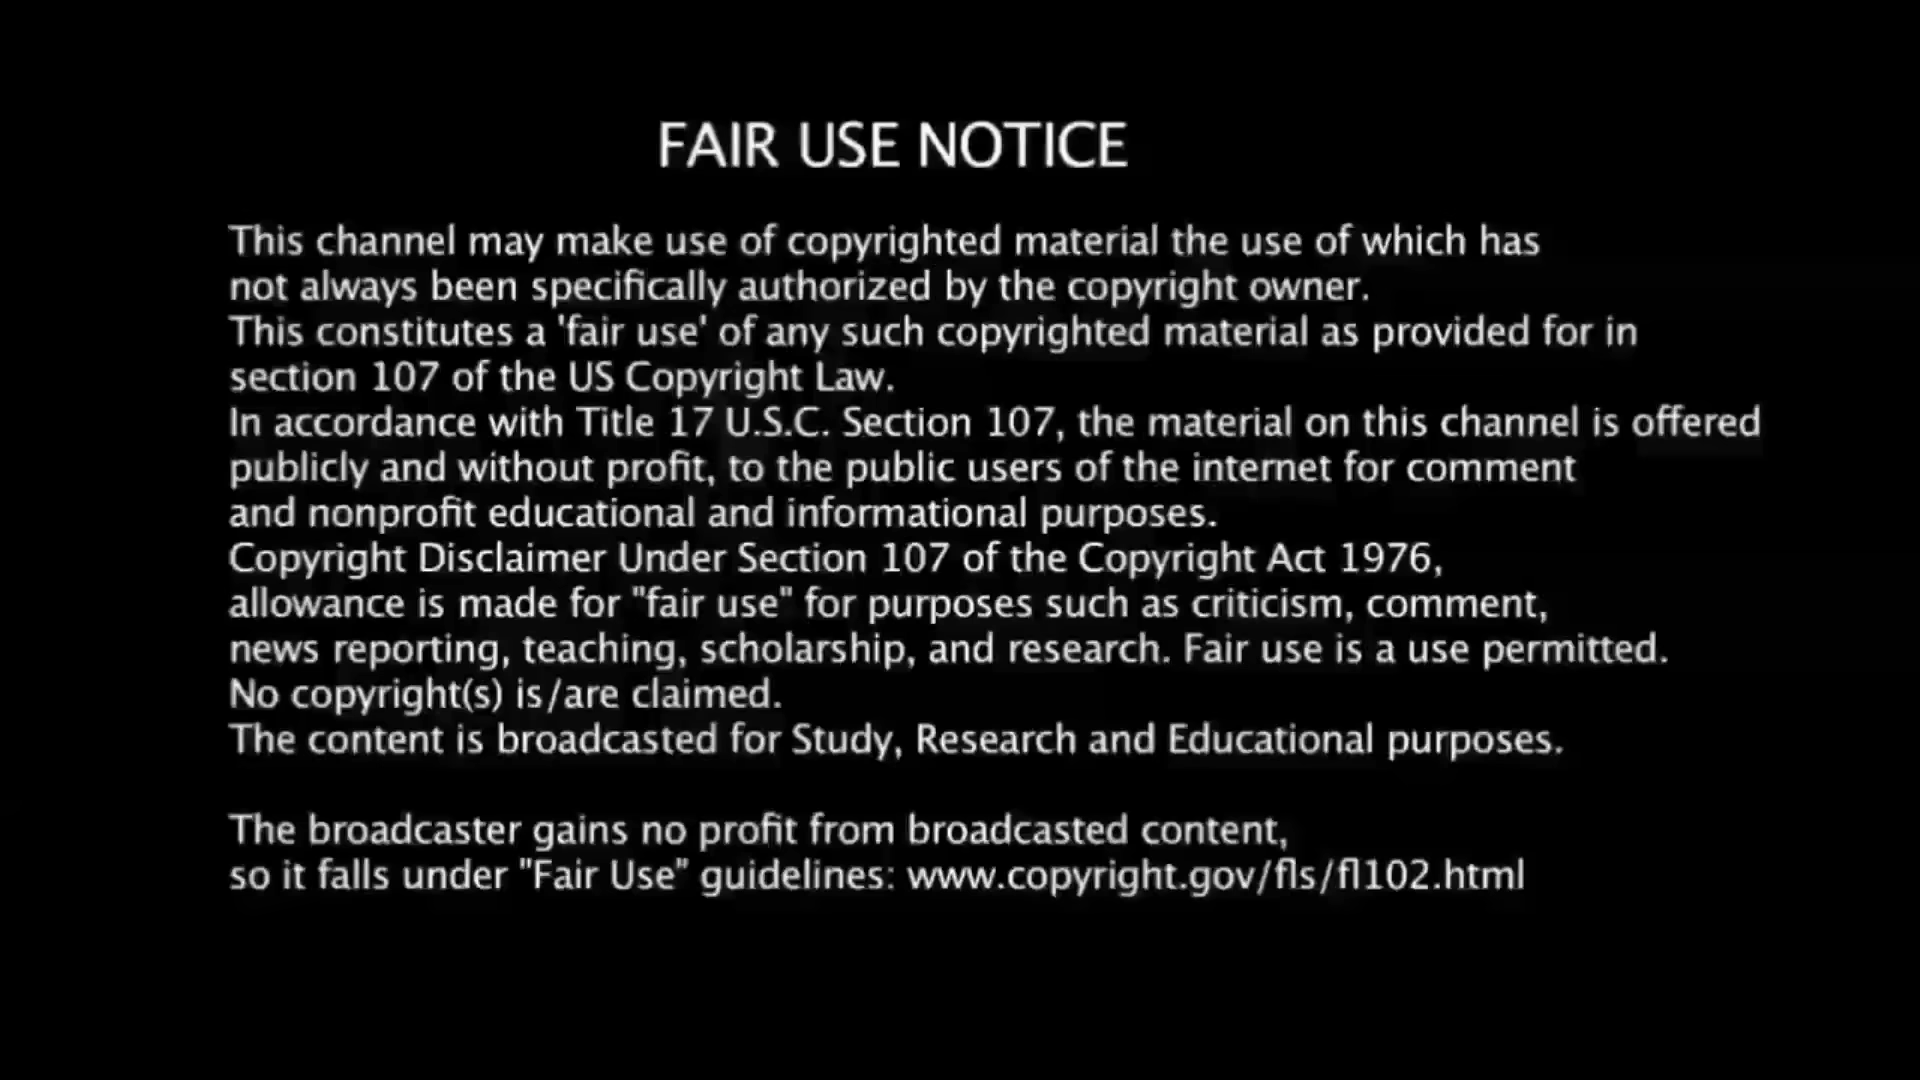 FAIR USE NOTICE
This channel may make use of copyrighted material the use of which has
not always been specifically authorized by the copyright owner.
This constitutes a 'fair use' of any such copyrighted material as provided for in
section 107 of the US Copyright Law.
In accordance with Title 17 U.S.C. Section 107, the material on this channel is offered
publicly and without profit, to the public users of the internet for comment
and nonprofit educational and informational purposes.
Copyright Disclaimer Under Section 107 of the Copyright Act 1976,
allowance is made for "fair use" for purposes such as criticism, comment,
news reporting, teaching, scholarship, and research. Fair use is a use permitted.
No copyright(s) is/are claimed.
The content is broadcasted for Study, Research and Educational purposes.
The broadcaster gains no profit from broadcasted content,
so it falls under "Fair Use" guidelines: www.copyright.gov/fls/fl102.html